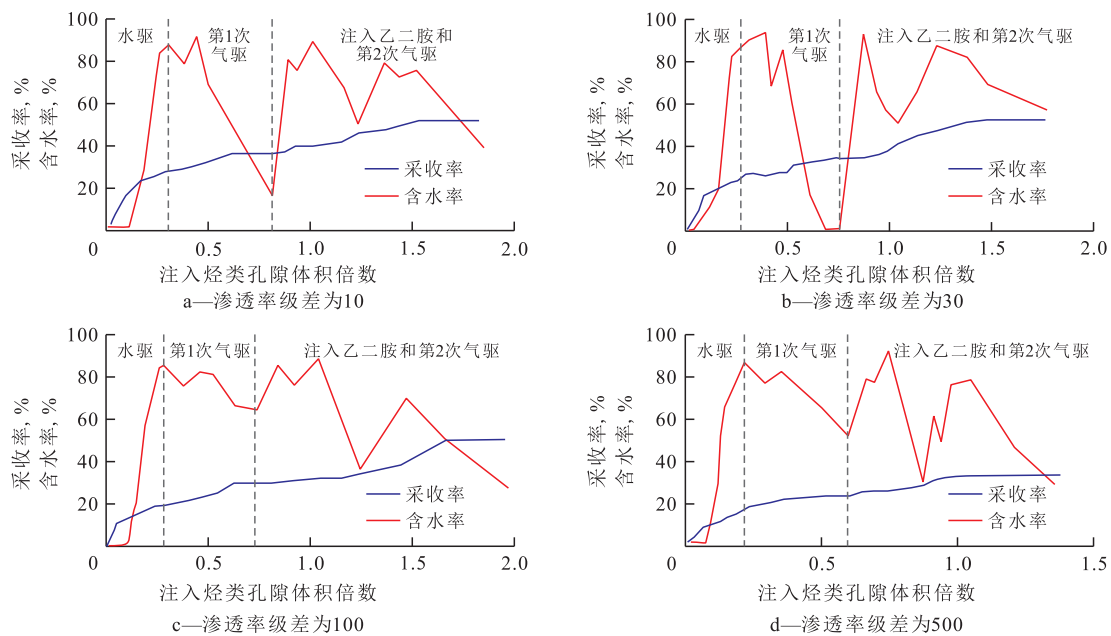 采收率, %
含水率, %
100
80
60
40
20
0
水驱
第1次
气驱
注入乙二胺和
第2次气驱
采收率
含水率
0.5
1.0
1.5
2.0
注入烃类孔隙体积倍数
a—渗透率级差为10
采收率, %
含水率, %
100
80
60
40
20
0
水驱
第1次
气驱
注入乙二胺和第2次气驱
采收率
含水率
0.5
1.0
1.5
2.0
注入烃类孔隙体积倍数
b—渗透率级差为30
采收率, %
含水率, %
100
80
60
40
20
0
水驱
第1次气驱
注入乙二胺和第2次气驱
采收率
含水率
0.5
1.0
1.5
2.0
注入烃类孔隙体积倍数
c—渗透率级差为100
采收率, %
含水率, %
100
80
60
40
20
0
水驱
第1次气驱
注入乙二胺和第2次气驱
采收率
含水率
0.5
1.0
1.5
注入烃类孔隙体积倍数
d—渗透率级差为500